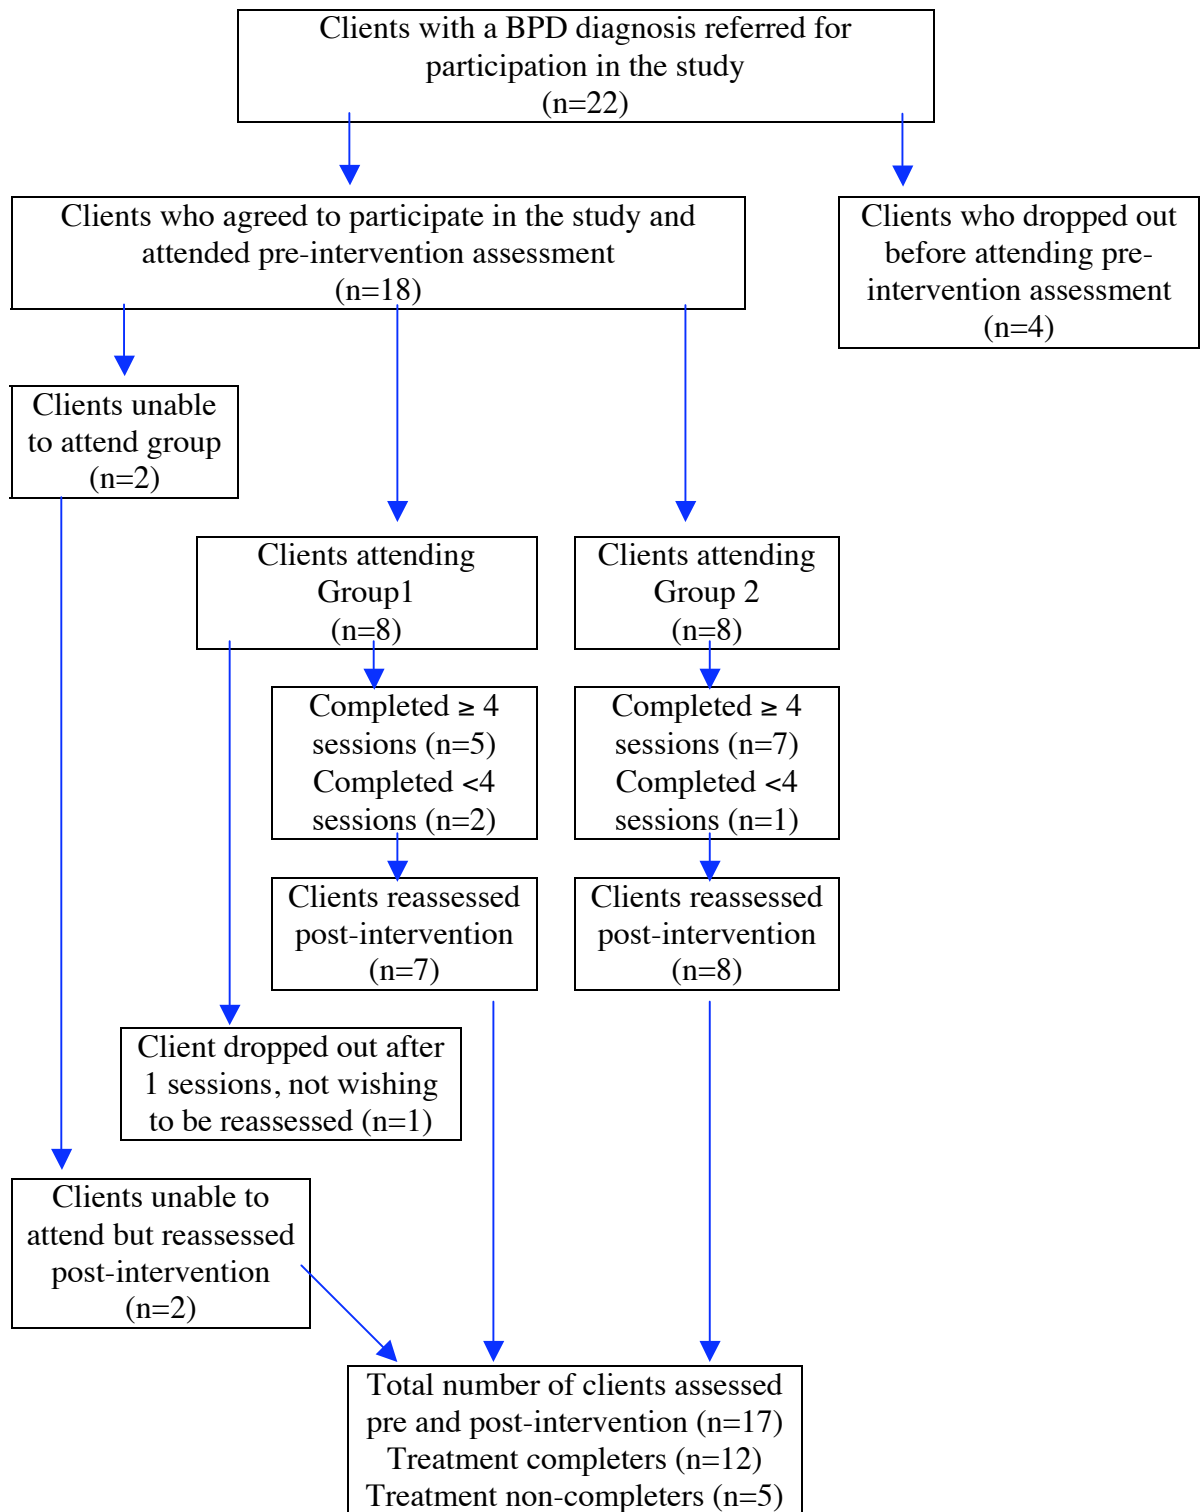 Clients with a BPD diagnosis referred for
participation in the study
(n=22)
Clients who agreed to participate in the study and
attended pre-intervention assessment
(n=18)
Clients who dropped out
before attending pre-
intervention assessment
(n=4)
Clients unable
to attend group
(n=2)
Clients attending
Group1
(n=8)
Clients attending
Group 2
(n=8)
Completed ≥ 4
sessions (n=5)
Completed <4
sessions (n=2)
Completed ≥ 4
sessions (n=7)
Completed <4
sessions (n=1)
Clients reassessed
post-intervention
(n=7)
Clients reassessed
post-intervention
(n=8)
Client dropped out after
1 sessions, not wishing
to be reassessed (n=1)
Clients unable to
attend but reassessed
post-intervention
(n=2)
Total number of clients assessed
pre and post-intervention (n=17)
Treatment completers (n=12)
Treatment non-completers (n=5)